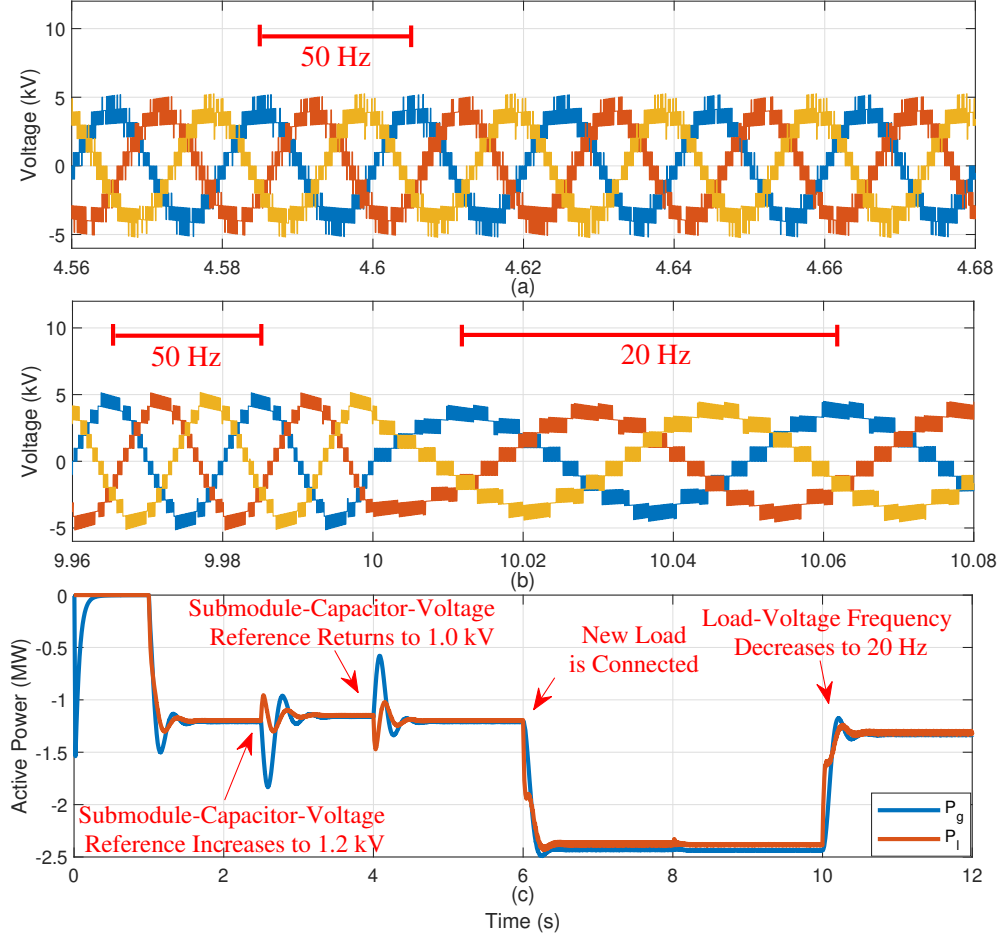 10
5
0
-5
Voltage (kV)
50 Hz
4.56 4.58 4.6 4.62 4.64 4.66 4.68
(a)
10
5
0
-5
Voltage (kV)
50 Hz
20 Hz
9.96 9.98 10 10.02 10.04 10.06 10.08
(b)
0
-0.5
-1
-1.5
-2
-2.5
Active Power (MW)
Submodule-Capacitor-Voltage
Reference Returns to 1.0 kV
New Load
is Connected
Load-Voltage Frequency
Decreases to 20 Hz
Submodule-Capacitor-Voltage
Reference Increases to 1.2 kV
P_g
P_l
0 2 4 6 8 10 12
(c)
Time (s)